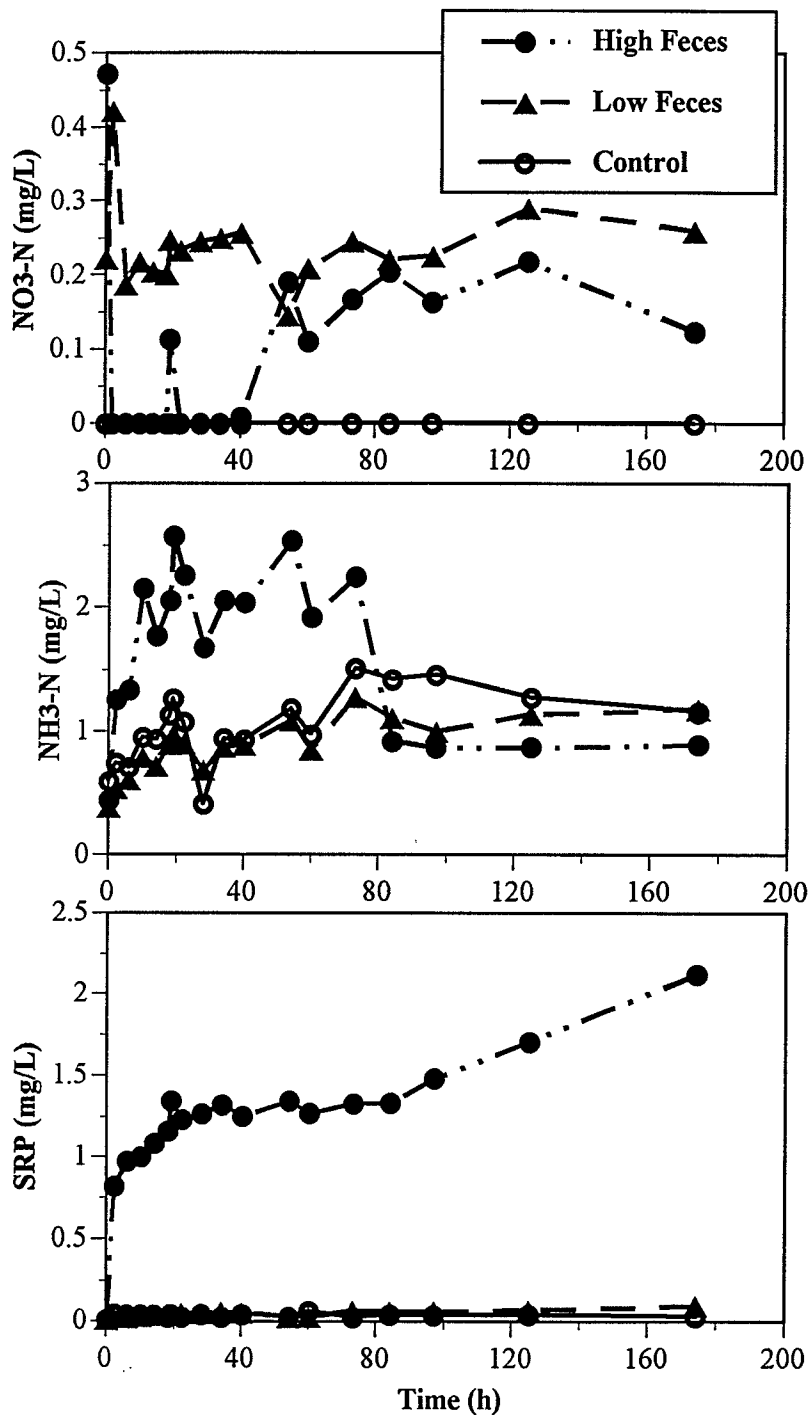 High Feces
Low Feces
Control
NO3-N (mg/L)
0.5
0.4
0.3
0.2
0.1
0
0 40 80 120 160 200
NH3-N (mg/L)
3
2
1
0
0 40 80 120 160 200
SRP (mg/L)
2.5
2
1.5
1
0.5
0
0 40 80 120 160 200
Time (h)